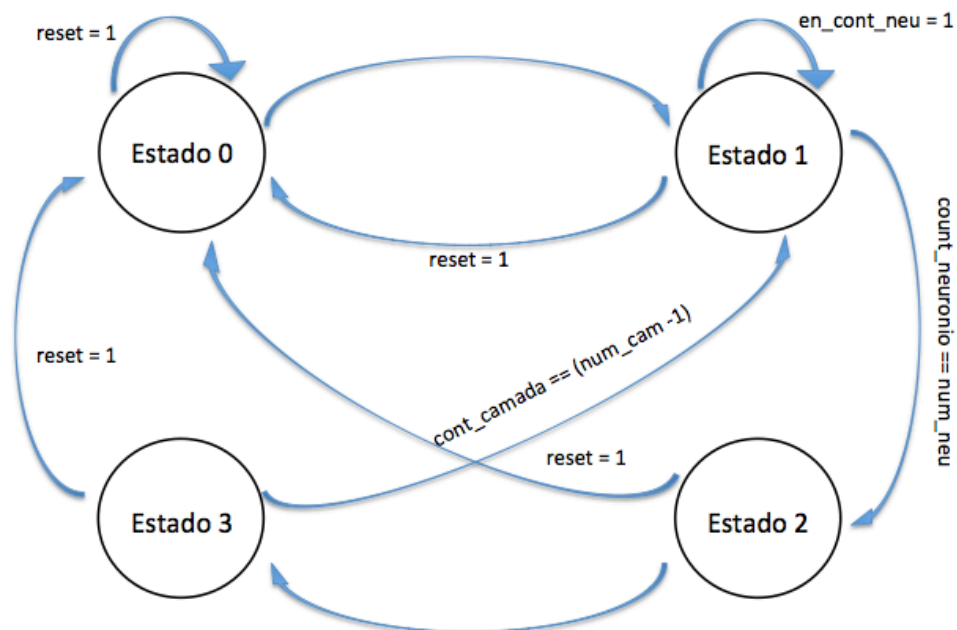 reset = 1
en_cont_neu = 1
Estado 0
Estado 1
reset = 1
count_neuronio == num_neu
reset = 1
cont_camada == (num_cam -1)
reset = 1
Estado 3
Estado 2